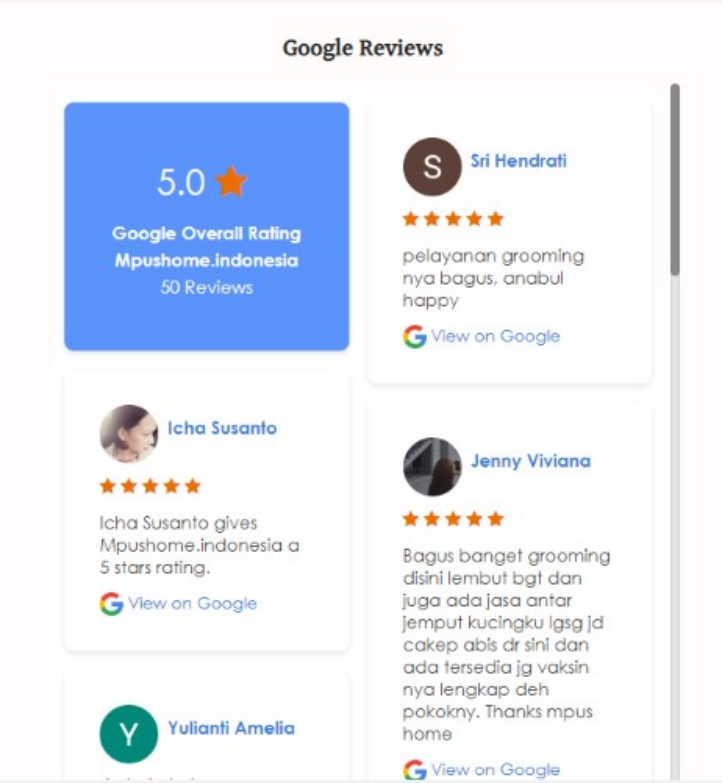 Google Reviews
5.0
Google Overall Rating
Mpushome.indonesia
50 Reviews
Icha Susanto
Icha Susanto gives
Mpushome.indonesia a
5 stars rating.
View on Google
Y
Yulianti Amelia
S
Sri Hendrati
pelayanan grooming
nya bagus, anabul
happy
View on Google
Jenny Viviana
Bagus banget grooming
disini lembut bgt dan
juga ada jasa antar
jemput kucingku lgsg jd
cakep abis dr sini dan
ada tersedia jg vaksin
nya lengkap deh
pokokny. Thanks mpus
home
View on Google